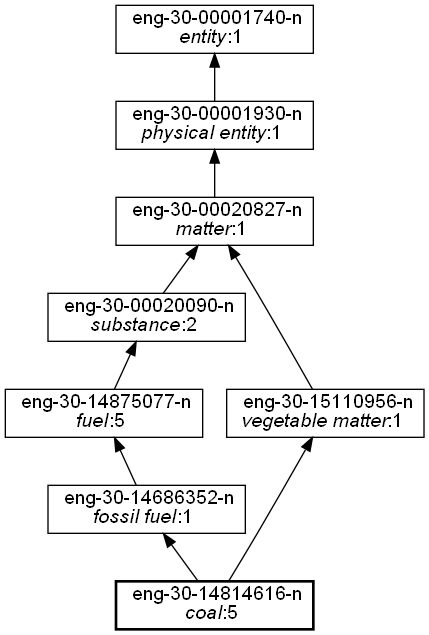 eng-30-00001740-n
entity:1
eng-30-00001930-n
physical entity:1
eng-30-00020827-n
matter:1
eng-30-00020090-n
substance:2
eng-30-14875077-n
fuel:5
eng-30-15110956-n
vegetable matter:1
eng-30-14686352-n
fossil fuel:1
eng-30-14814616-n
coal:5